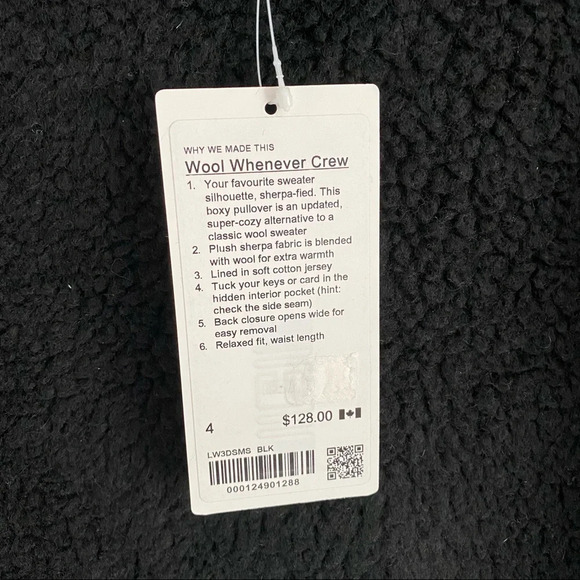 WHY WE MADE THIS
Wool Whenever Crew
1. Your favourite sweater
silhouette, sherpa-fied. This
boxy pullover is an updated,
super-cozy alternative to a
classic wool sweater
2. Plush sherpa fabric is blended
with wool for extra warmth
3. Lined in soft cotton jersey
4. Tuck your keys or card in the
hidden interior pocket (hint:
check the side seam)
5. Back closure opens wide for
easy removal
6. Relaxed fit, waist length
4 $128.00
LW3DSMS BLK
000124901288